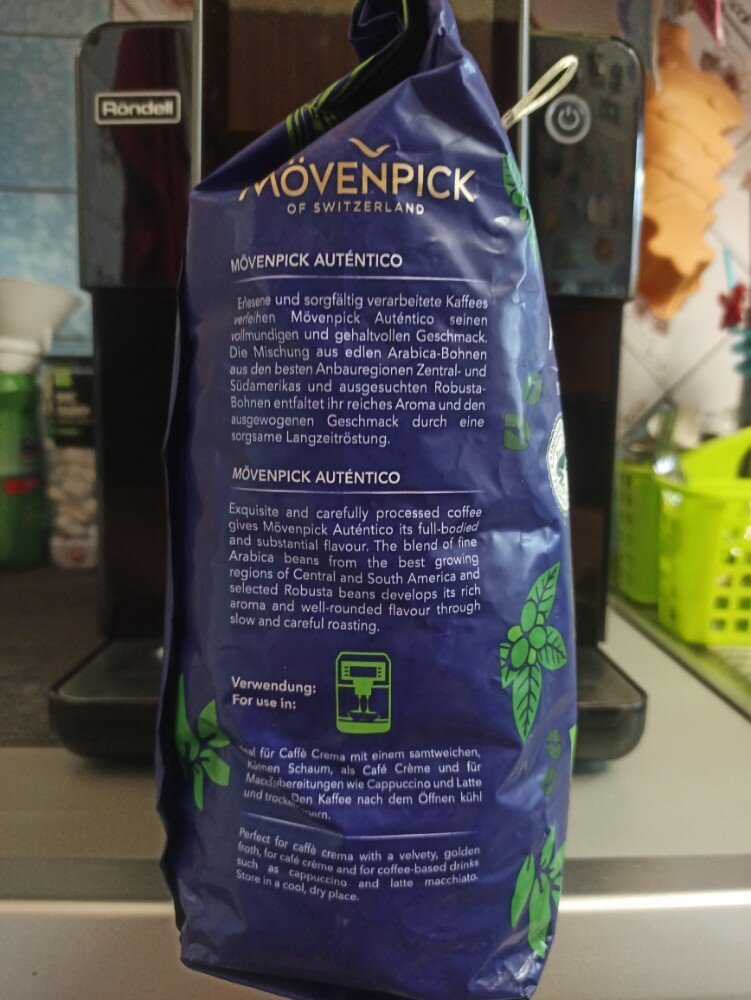 Röndell
MÖVENPICK
OF SWITZERLAND
MÖVENPICK AUTÉNTICO
Erlesene und sorgfältig verarbeitete Kaffees
verleihen Mövenpick Auténtico seinen
vollmundigen und gehaltvollen Geschmack.
Die Mischung aus edlen Arabica-Bohnen
aus den besten Anbauregionen Zentral- und
Südamerikas und ausgesuchten Robusta-
Bohnen entfaltet ihr reiches Aroma und den
ausgewogenen Geschmack durch eine
sorgsame Langzeitröstung.
MÖVENPICK AUTÉNTICO
Exquisite and carefully processed coffee
gives Mövenpick Auténtico its full-bodied
and substantial flavour. The blend of fine
Arabica beans from the best growing
regions of Central and South America and
selected Robusta beans develops its rich
aroma and well-rounded flavour through
slow and careful roasting.
Verwendung:
For use in:
für Caffè Crema mit einem samtweichen,
Schaum, als Café Crème und für
wie Cappuccino und Latte
Den Kaffee nach dem Öffnen kühl
und
Perfect for caffè crema with a velvety, golden
froth, for café crème and for coffee-based drinks
such as cappuccino and latte macchiato.
Store in a cool, dry place.